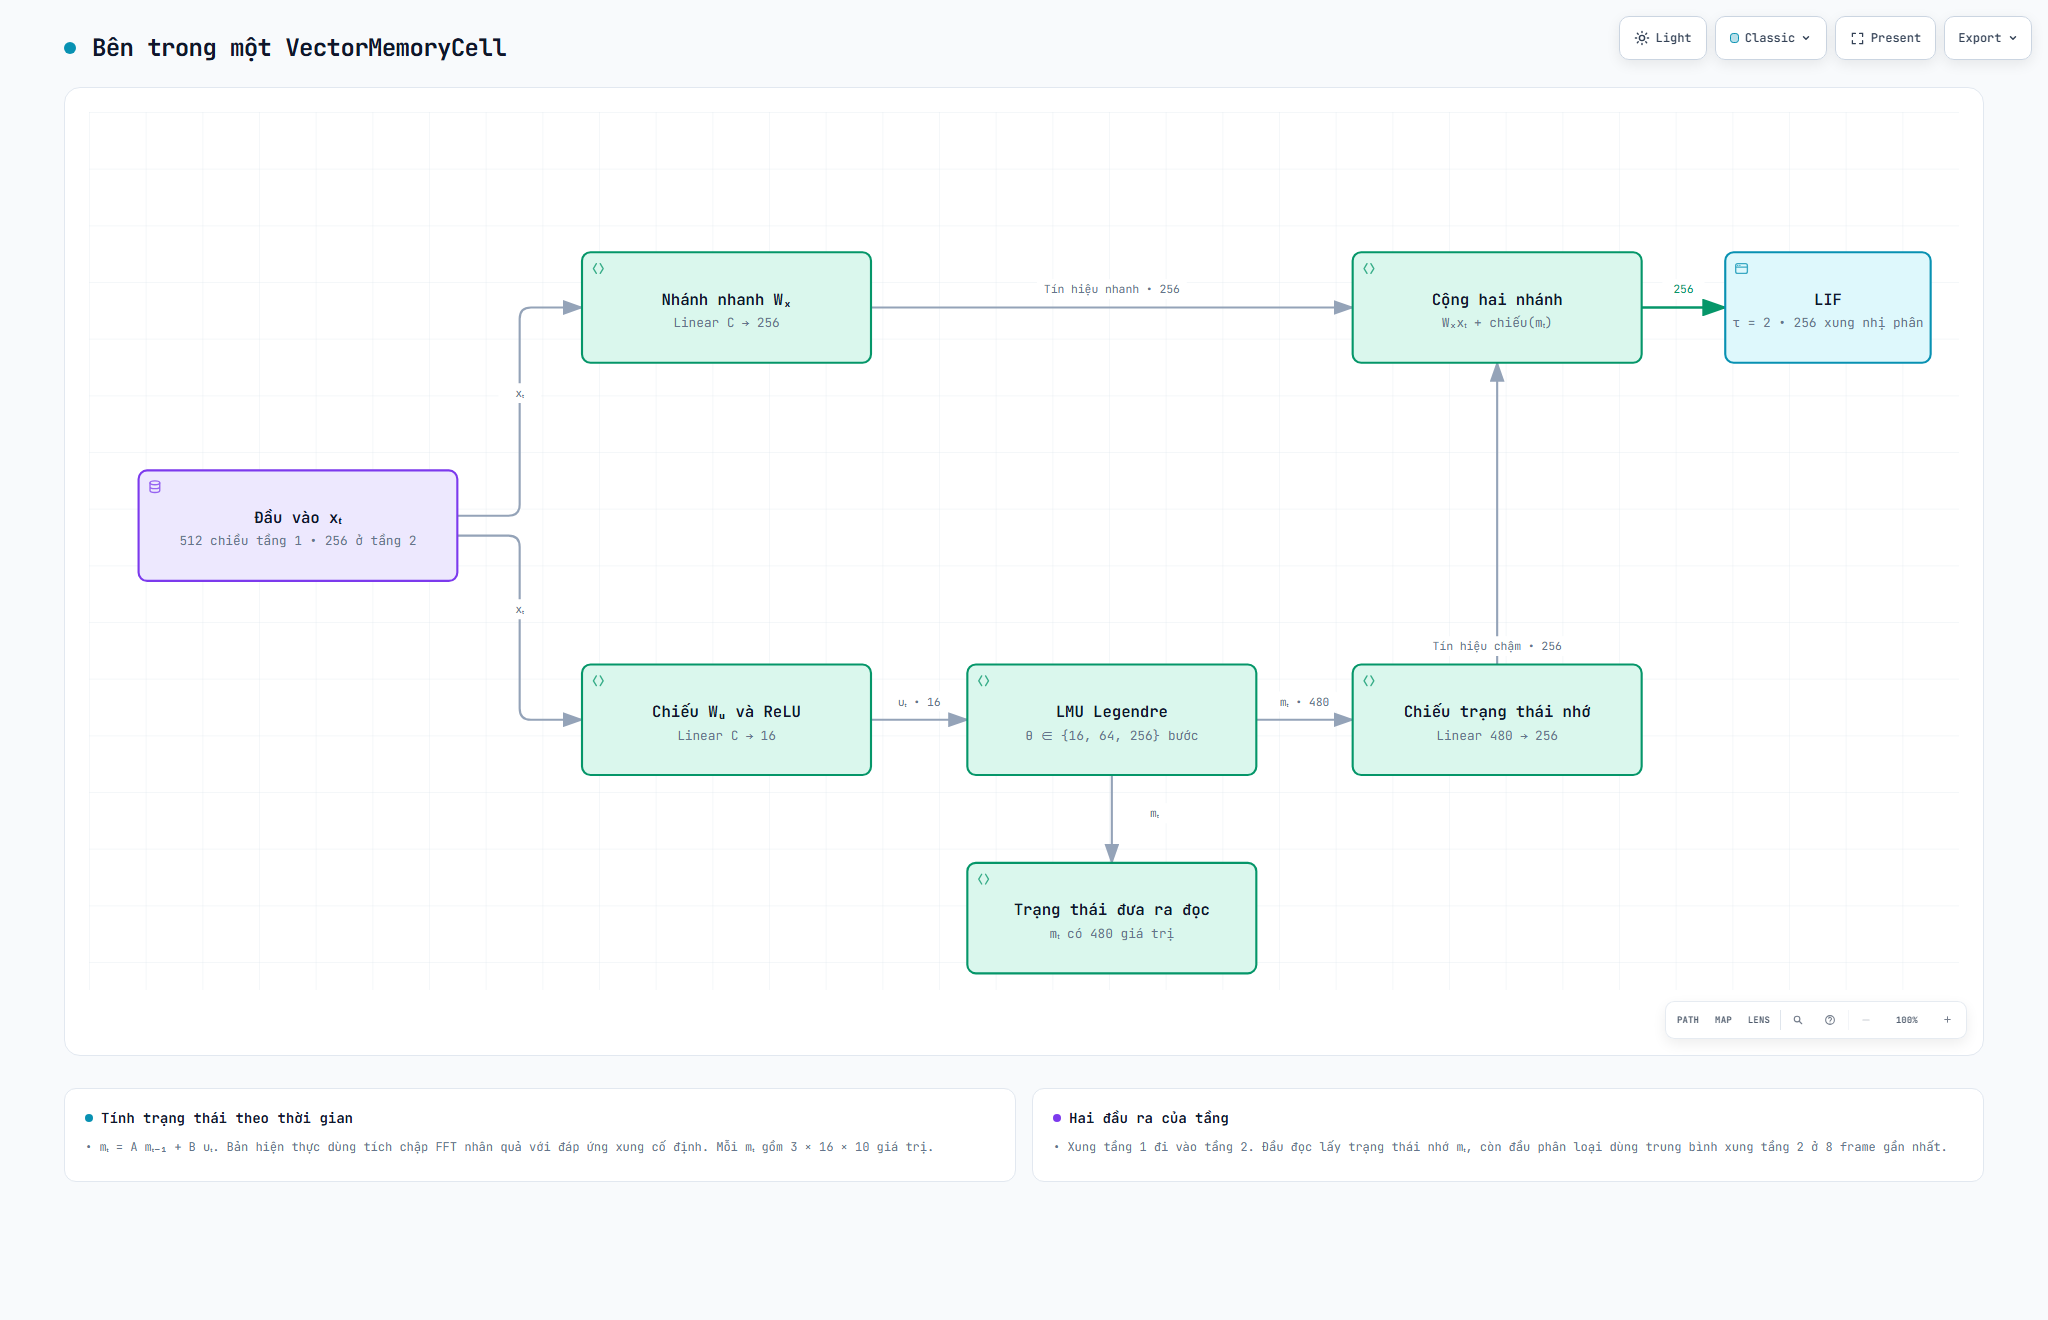 Bên trong một VectorMemoryCell
Light
Classic
Present
Export
Nhánh nhanh Wₓ
Linear C → 256
Tín hiệu nhanh • 256
Cộng hai nhánh
Wₓxₜ + chiếu(mₜ)
256
LIF
τ = 2 • 256 xung nhị phân
xₜ
Đầu vào xₜ
512 chiều tầng 1 • 256 ở tầng 2
xₜ
Tín hiệu chậm • 256
Chiếu Wᵤ và ReLU
Linear C → 16
uₜ • 16
LMU Legendre
θ ∈ {16, 64, 256} bước
mₜ • 480
Chiếu trạng thái nhớ
Linear 480 → 256
mₜ
Trạng thái đưa ra đọc
mₜ có 480 giá trị
PATH
MAP
LENS
100%
Tính trạng thái theo thời gian
• mₜ = A mₜ₋₁ + B uₜ. Bản hiện thực dùng tích chập FFT nhân quả với đáp ứng xung cố định. Mỗi mₜ gồm 3 × 16 × 10 giá trị.
Hai đầu ra của tầng
• Xung tầng 1 đi vào tầng 2. Đầu đọc lấy trạng thái nhớ mₜ, còn đầu phân loại dùng trung bình xung tầng 2 ở 8 frame gần nhất.